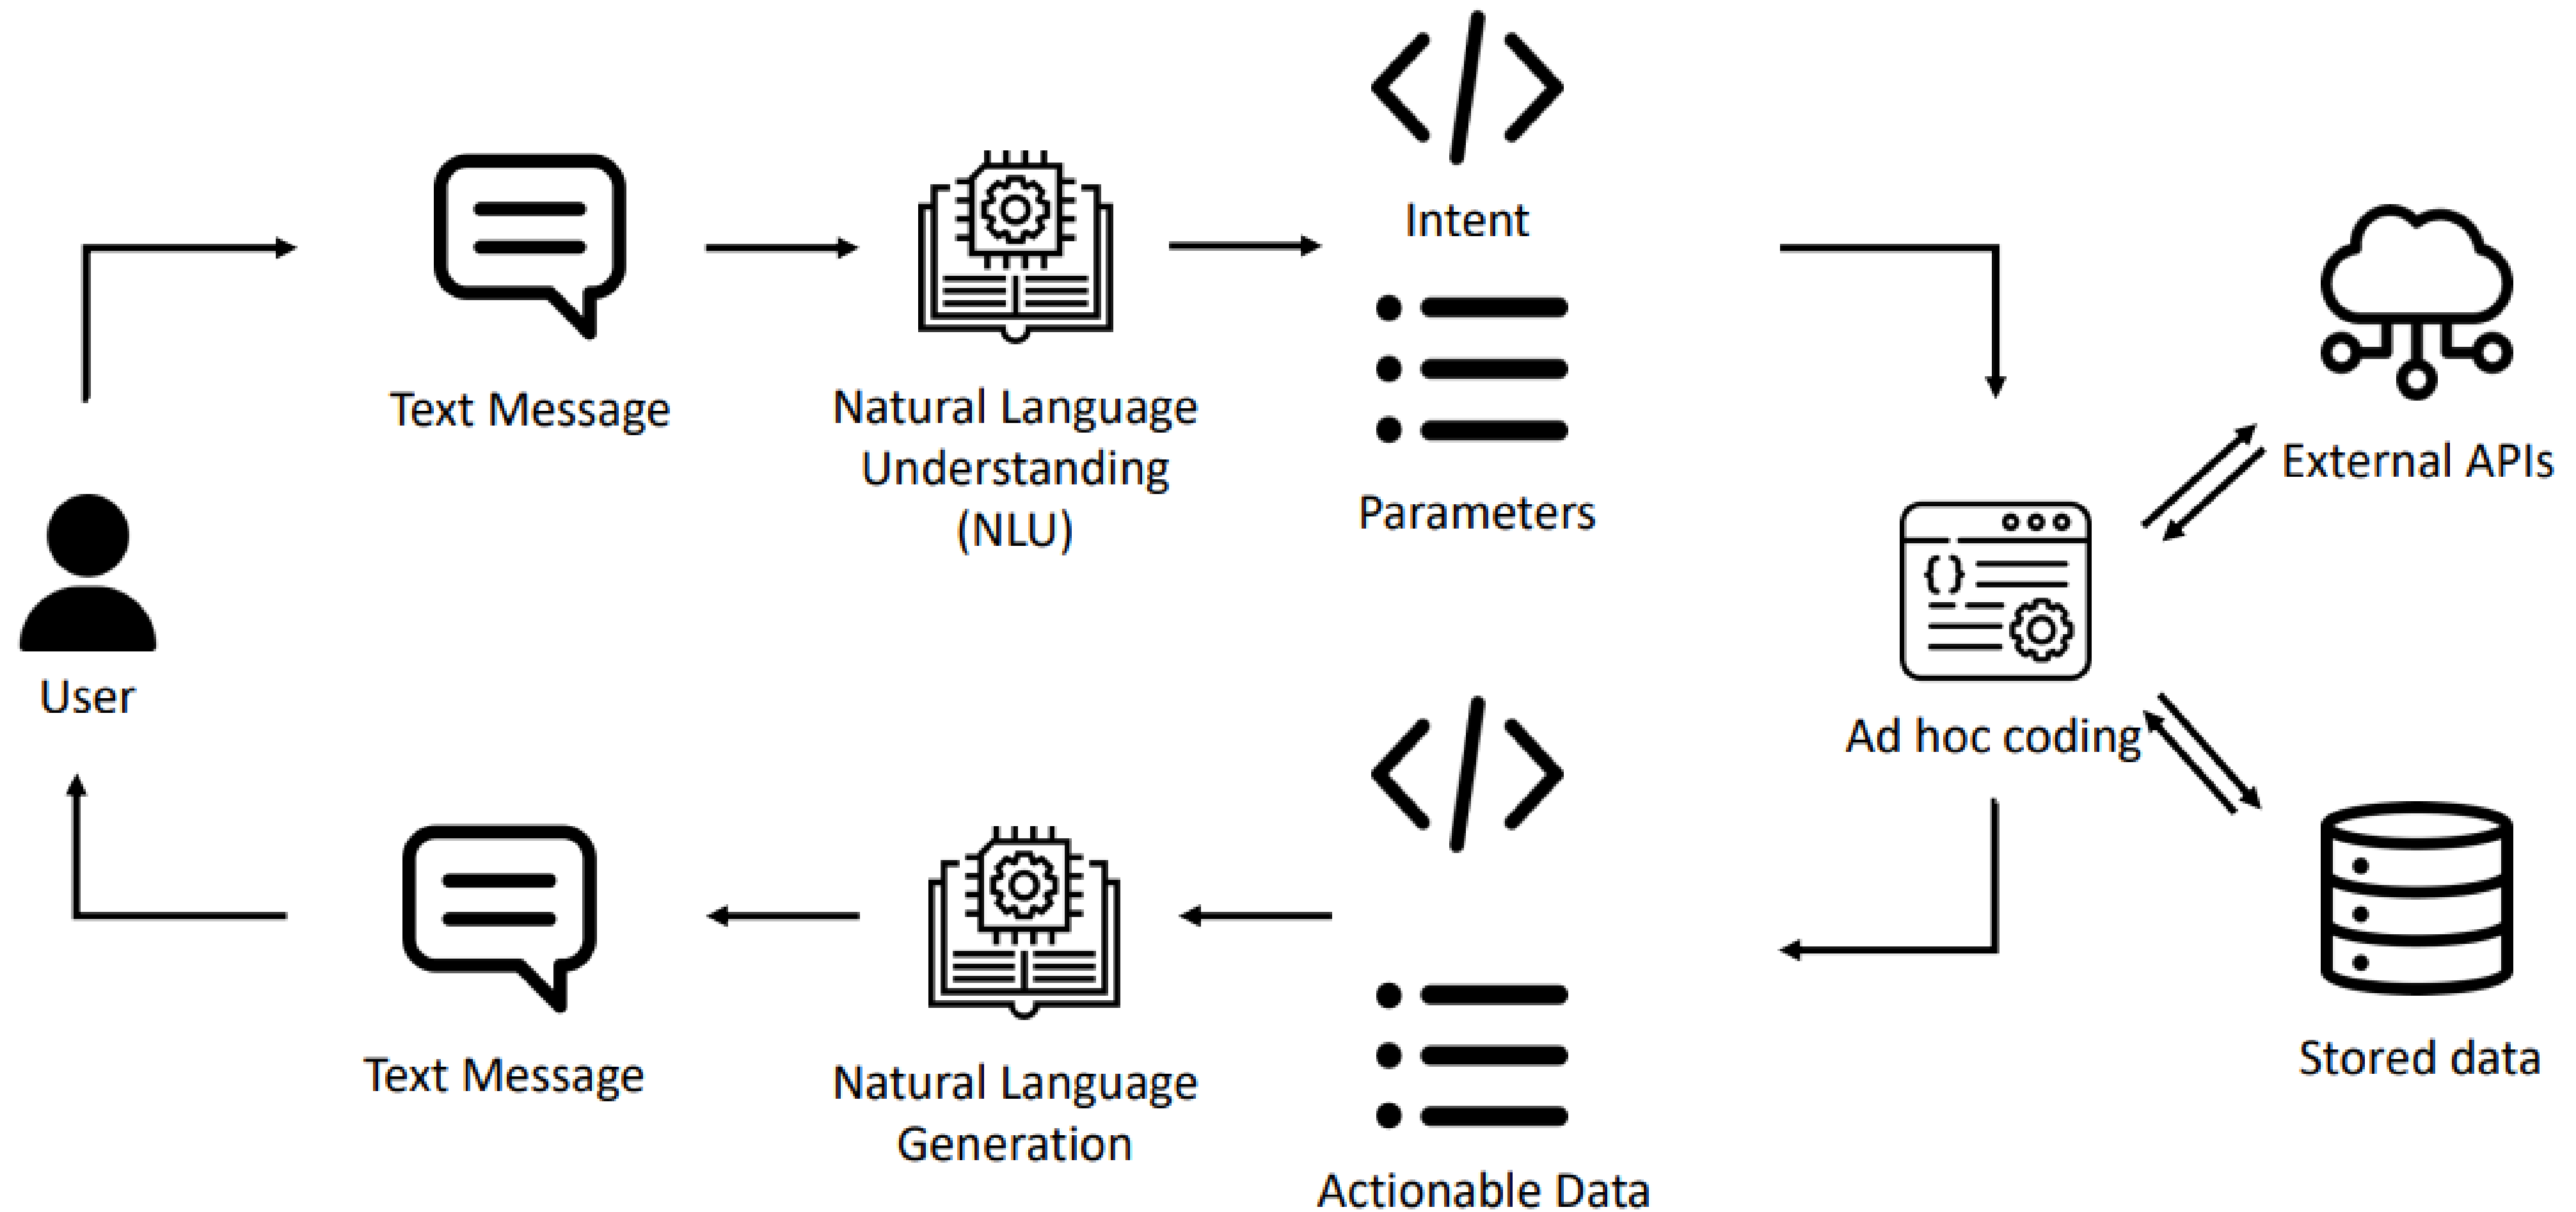 Intent
Text Message
Natural Language
Understanding
(NLU)
Parameters
External APIs
User
Ad hoc coding
Text Message
Natural Language
Generation
Actionable Data
Stored data